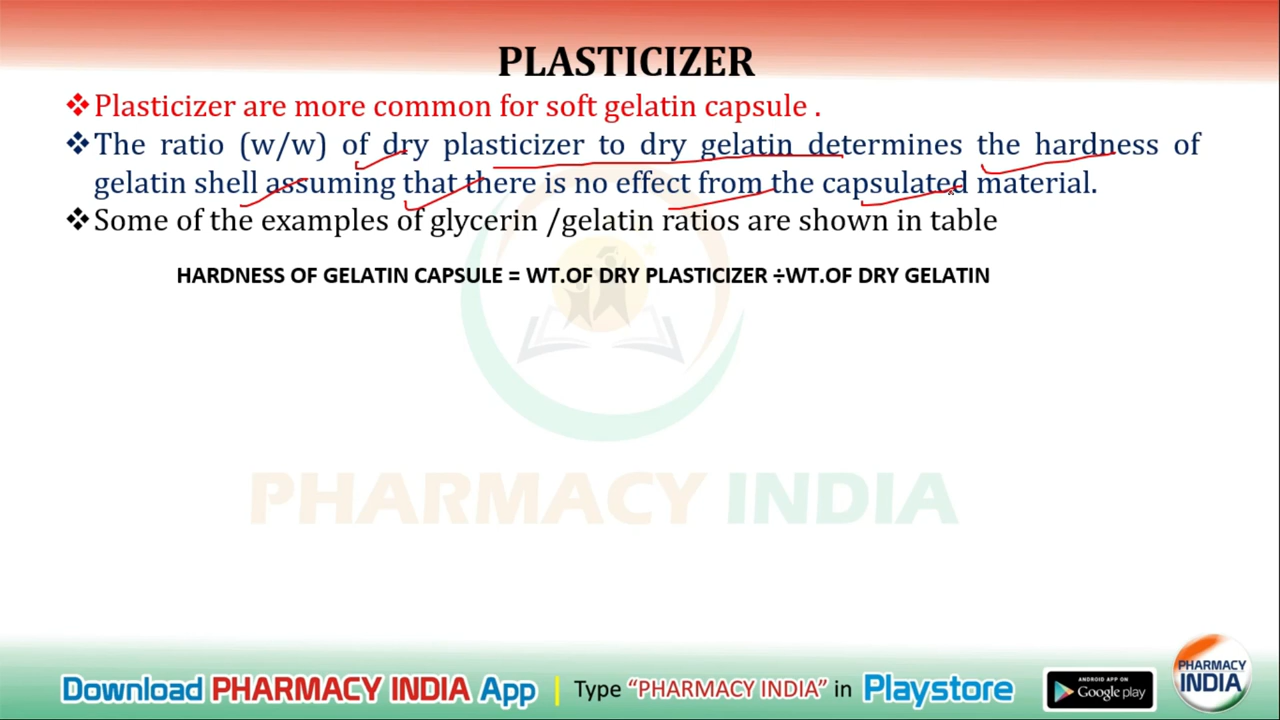 PLASTICIZER
❖Plasticizer are more common for soft gelatin capsule .
❖The ratio (w/w) of dry plasticizer to dry gelatin determines the hardness of
gelatin shell assuming that there is no effect from the capsulated material.
❖Some of the examples of glycerin /gelatin ratios are shown in table
HARDNESS OF GELATIN CAPSULE = WT.OF DRY PLASTICIZER ÷WT.OF DRY GELATIN
PHARMACY INDIA
Download PHARMACY INDIA App | Type “PHARMACY INDIA” in Playstore
ANDROID APP ON
Google play
PHARMACY
INDIA